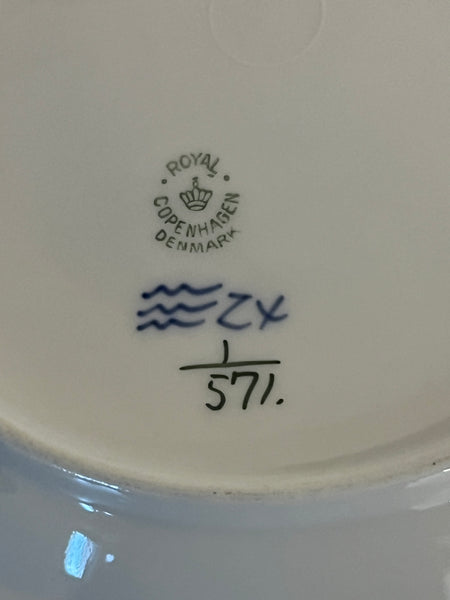 ROYAL
COPENHAGEN
DENMARK
ZX
1
571.